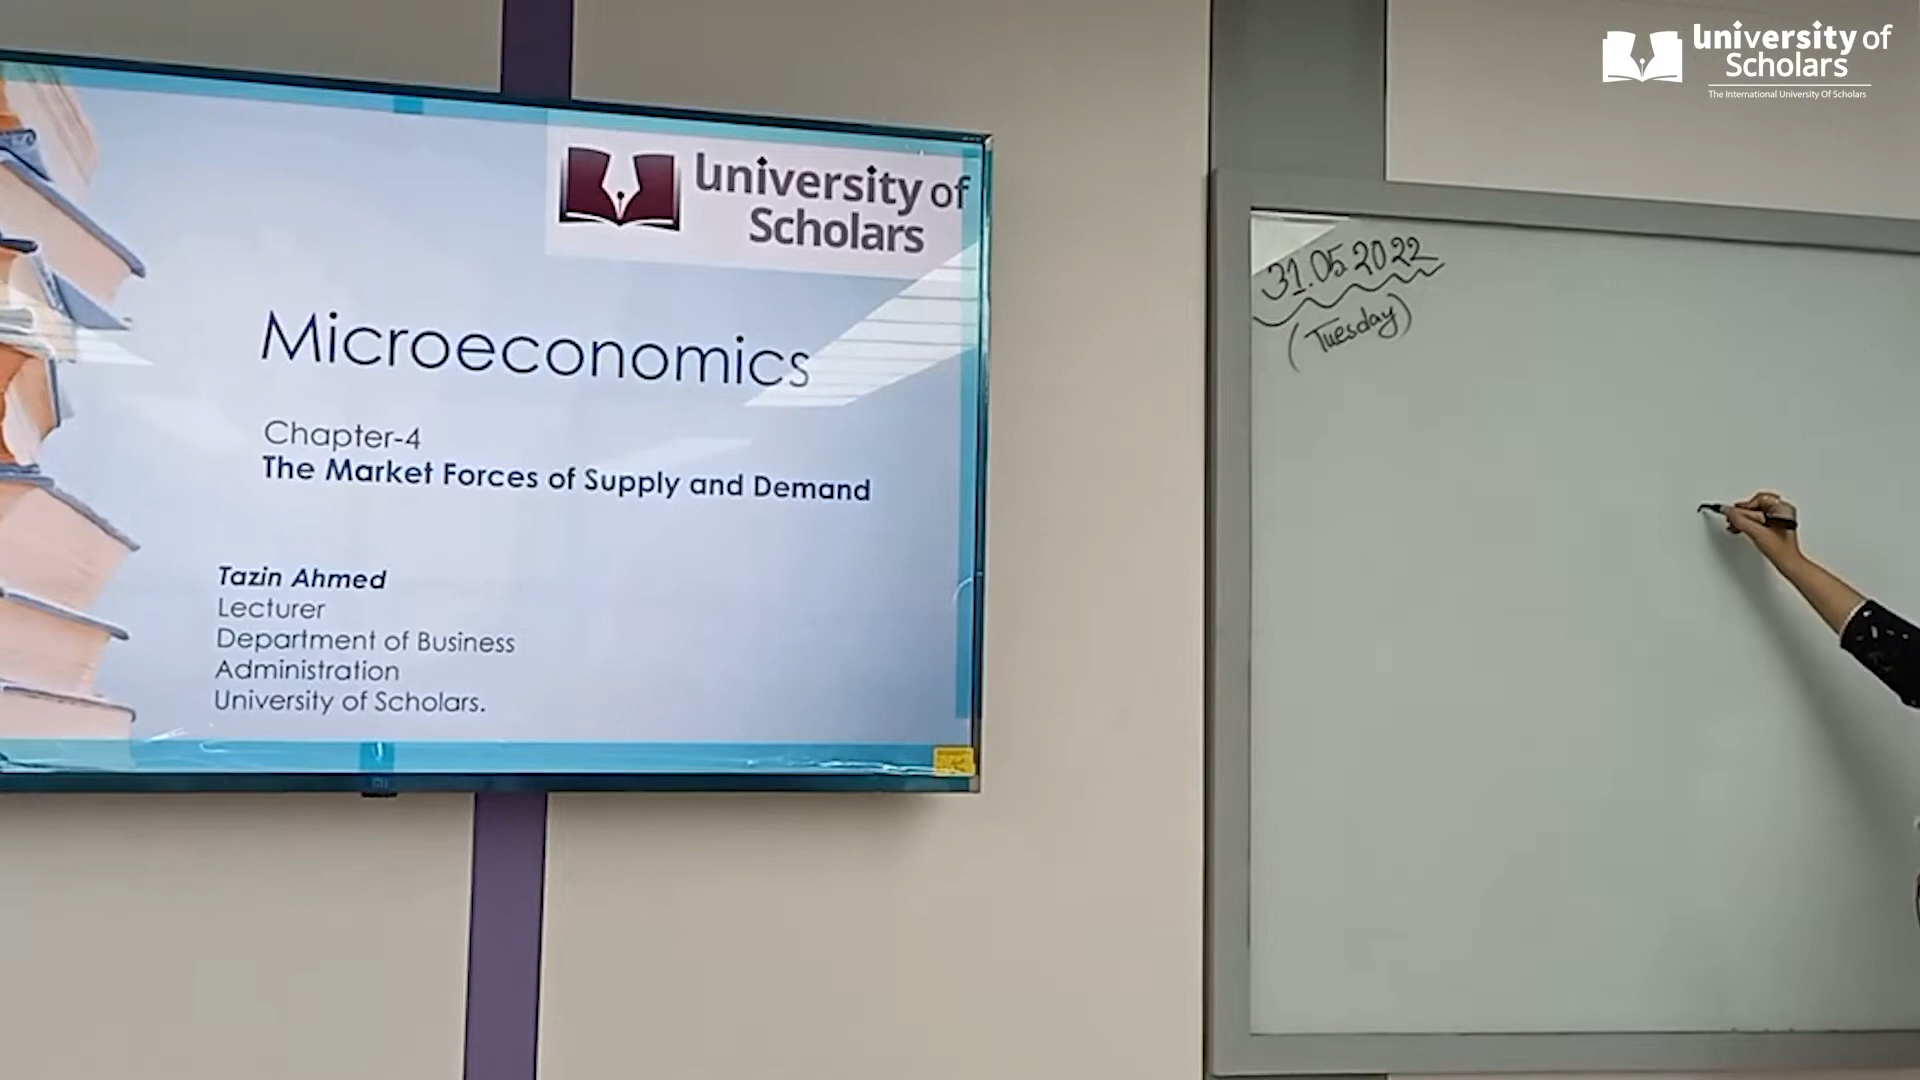 University of
Scholars
Microeconomics
Chapter-4
The Market Forces of Supply and Demand
Tazin Ahmed
Lecturer
Department of Business
Administration
University of Scholars.
31.05.2022
(Tuesday)
University of
Scholars
The International University Of Scholars